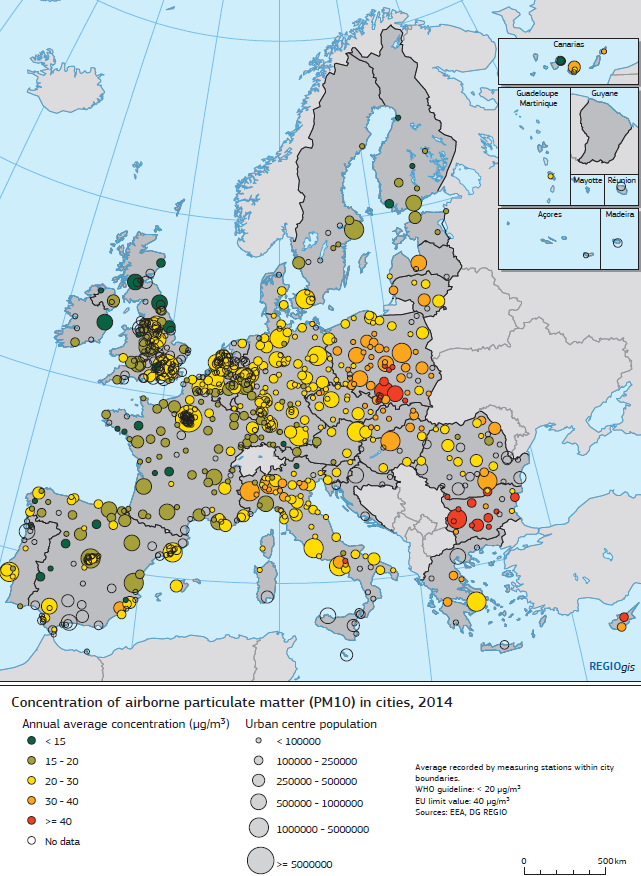 Canarias
Guadeloupe
Martinique
Guyane
Mayotte
Réunion
Açores
Madeira
REGIOgis
Concentration of airborne particulate matter (PM10) in cities, 2014
Annual average concentration (µg/m³)
< 15
15 - 20
20 - 30
30 - 40
>= 40
No data
Urban centre population
< 100000
100000 - 250000
250000 - 500000
500000 - 1000000
1000000 - 5000000
>= 5000000
Average recorded by measuring stations within city
boundaries.
WHO guideline: < 20 µg/m³
EU limit value: 40 µg/m³
Sources: EEA, DG REGIO
0 500 km